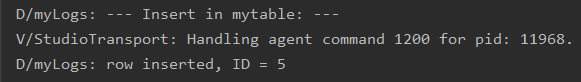 D/myLogs: --- Insert in mytable: ---
V/StudioTransport: Handling agent command 1200 for pid: 11968.
D/myLogs: row inserted, ID = 5